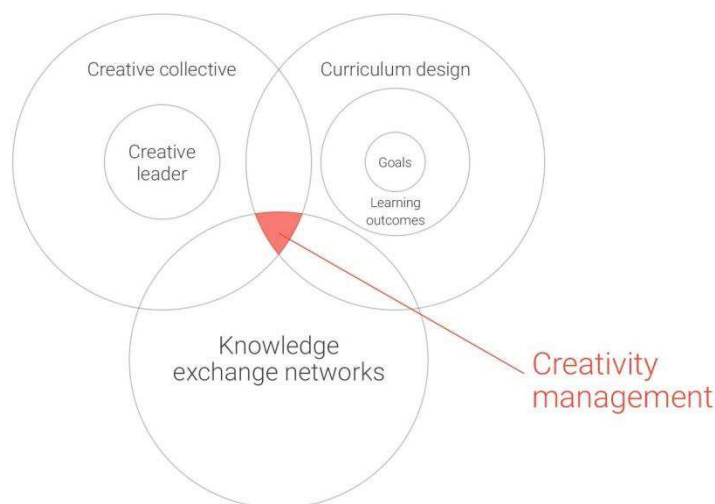 Creative collective
Curriculum design
Creative
leader
Goals
Learning
outcomes
Knowledge
exchange networks
Creativity
management